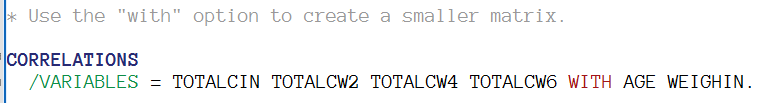 * Use the "with" option to create a smaller matrix.
CORRELATIONS
/VARIABLES = TOTALCIN TOTALCW2 TOTALCW4 TOTALCW6 WITH AGE WEIGHIN.